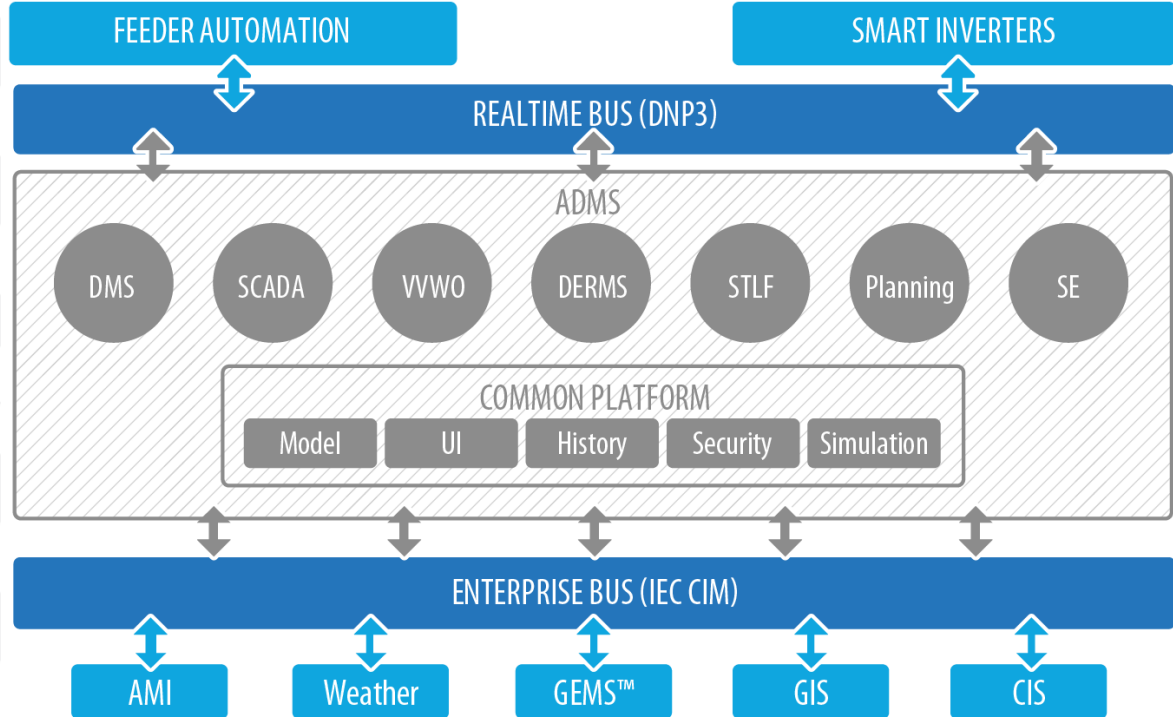 FEEDER AUTOMATION
SMART INVERTERS
REALTIME BUS (DNP3)
ADMS
DMS
SCADA
VVWO
DERMS
STLF
Planning
SE
COMMON PLATFORM
Model
UI
History
Security
Simulation
ENTERPRISE BUS (IEC CIM)
AMI
Weather
GEMS™
GIS
CIS